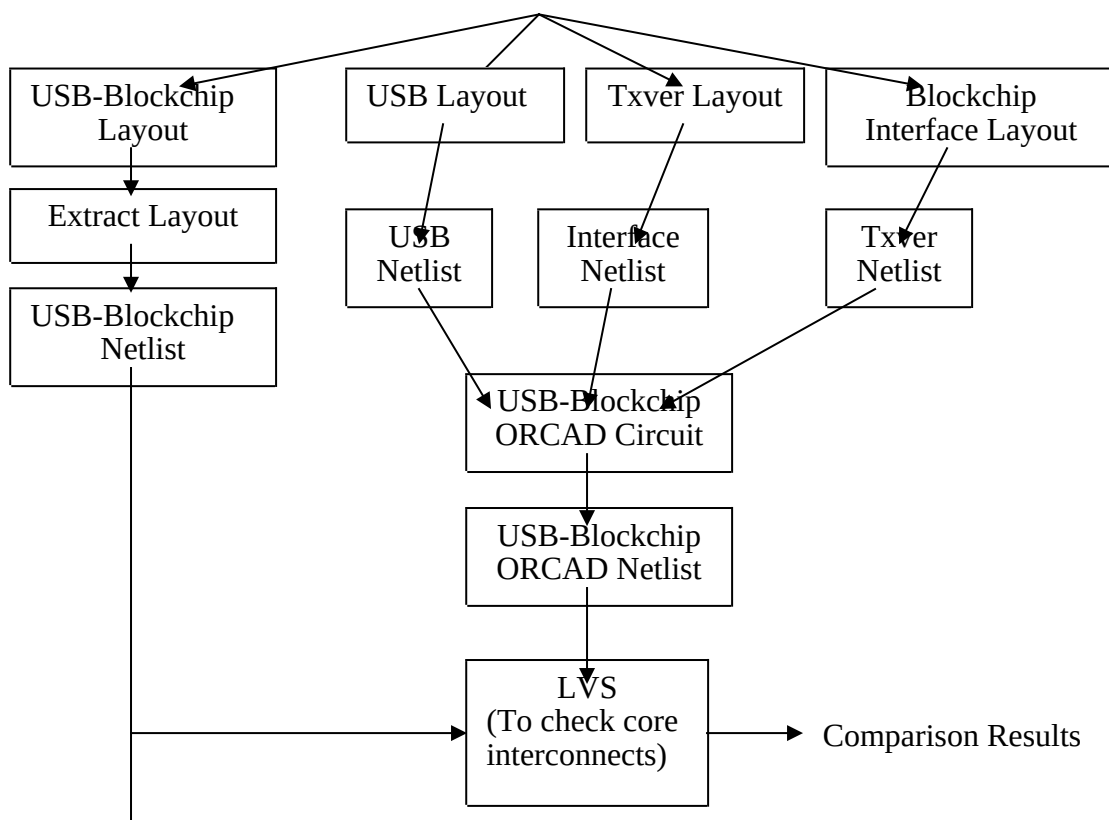 USB-Blockchip
Layout
USB Layout
Txver Layout
Blockchip
Interface Layout
Extract Layout
USB
Netlist
Interface
Netlist
Txver
Netlist
USB-Blockchip
Netlist
USB-Blockchip
ORCAD Circuit
USB-Blockchip
ORCAD Netlist
LVS
(To check core
interconnects)
Comparison Results